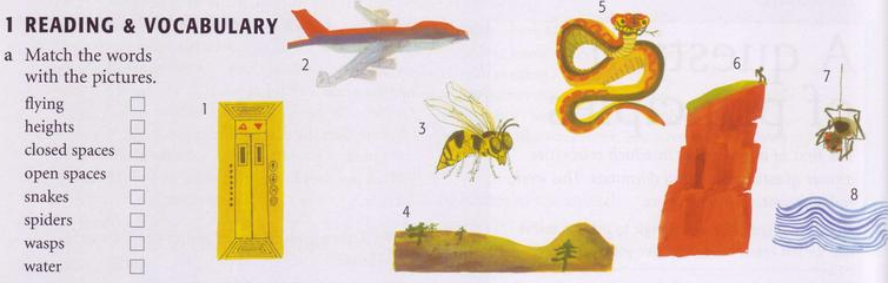 1 READING & VOCABULARY
a Match the words
with the pictures.
flying
heights
closed spaces
open spaces
snakes
spiders
wasps
water
1
2
3
4
5
6
7
8